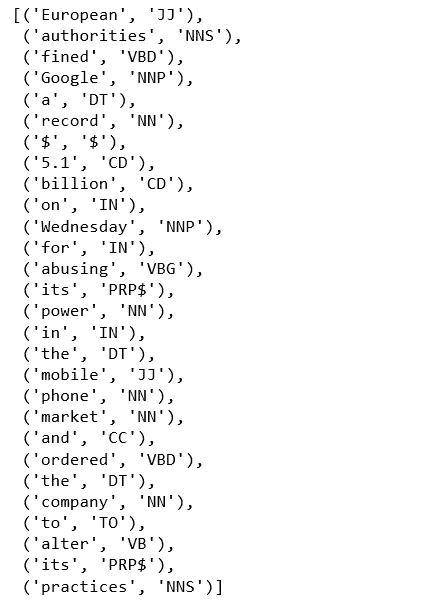 [('European', 'JJ'),
('authorities', 'NNS'),
('fined', 'VBD'),
('Google', 'NNP'),
('a', 'DT'),
('record', 'NN'),
('$', '$'),
('5.1', 'CD'),
('billion', 'CD'),
('on', 'IN'),
('Wednesday', 'NNP'),
('for', 'IN'),
('abusing', 'VBG'),
('its', 'PRP$'),
('power', 'NN'),
('in', 'IN'),
('the', 'DT'),
('mobile', 'JJ'),
('phone', 'NN'),
('market', 'NN'),
('and', 'CC'),
('ordered', 'VBD'),
('the', 'DT'),
('company', 'NN'),
('to', 'TO'),
('alter', 'VB'),
('its', 'PRP$'),
('practices', 'NNS')]